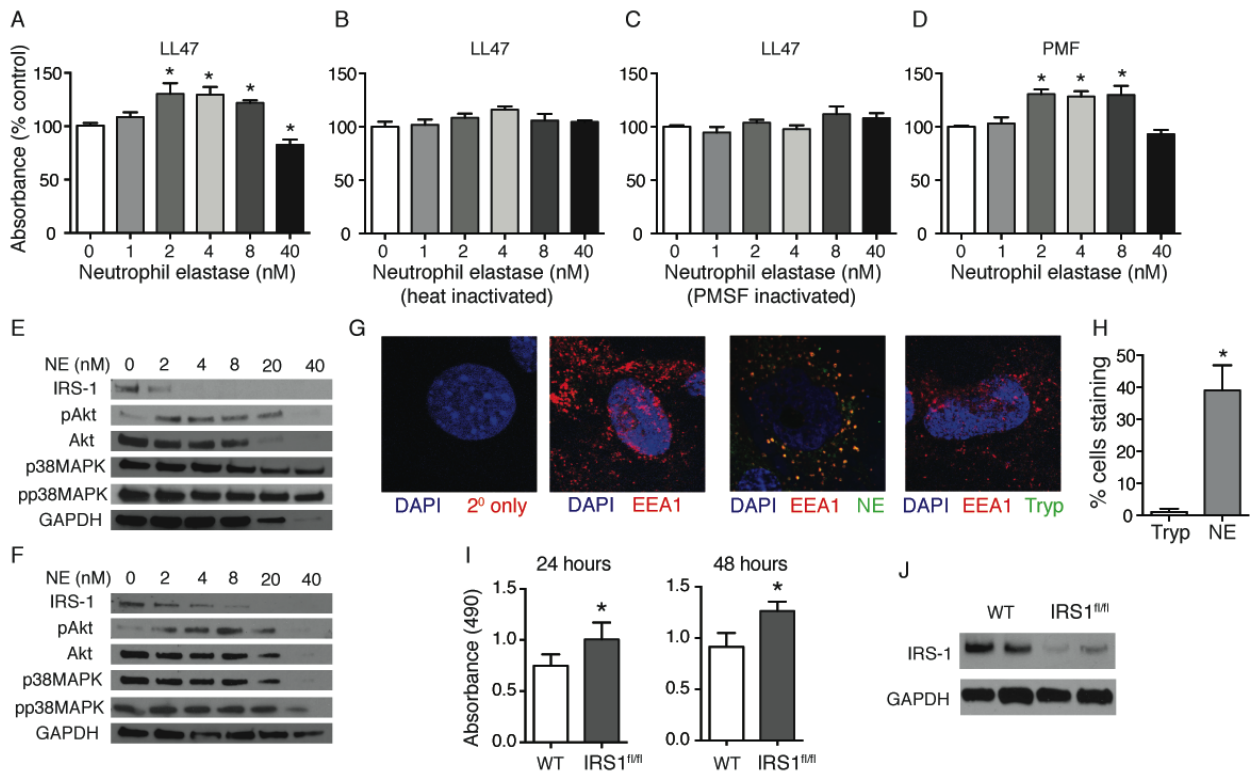 A
LL47
Absorbance (% control)
150
100
50
0
0 1 2 4 8 40
Neutrophil elastase (nM)
*
*
*
*
B
LL47
150
100
50
0
0 1 2 4 8 40
Neutrophil elastase (nM)
(heat inactivated)
C
LL47
150
100
50
0
0 1 2 4 8 40
Neutrophil elastase (nM)
(PMSF inactivated)
D
PMF
150
100
50
0
0 1 2 4 8 40
Neutrophil elastase (nM)
*
*
*
E
NE (nM) 0 2 4 8 20 40
IRS-1
pAkt
Akt
p38MAPK
pp38MAPK
GAPDH
F
NE (nM) 0 2 4 8 20 40
IRS-1
pAkt
Akt
p38MAPK
pp38MAPK
GAPDH
G
DAPI 2⁰ only
DAPI EEA1
DAPI EEA1 NE
DAPI EEA1 Tryp
H
% cells staining
50
40
30
20
10
0
*
Tryp NE
I
24 hours
Absorbance (490)
1.5
1.0
0.5
0.0
*
WT IRS1fl/fl
48 hours
1.5
1.0
0.5
0.0
*
WT IRS1fl/fl
J
WT IRS1fl/fl
IRS-1
GAPDH